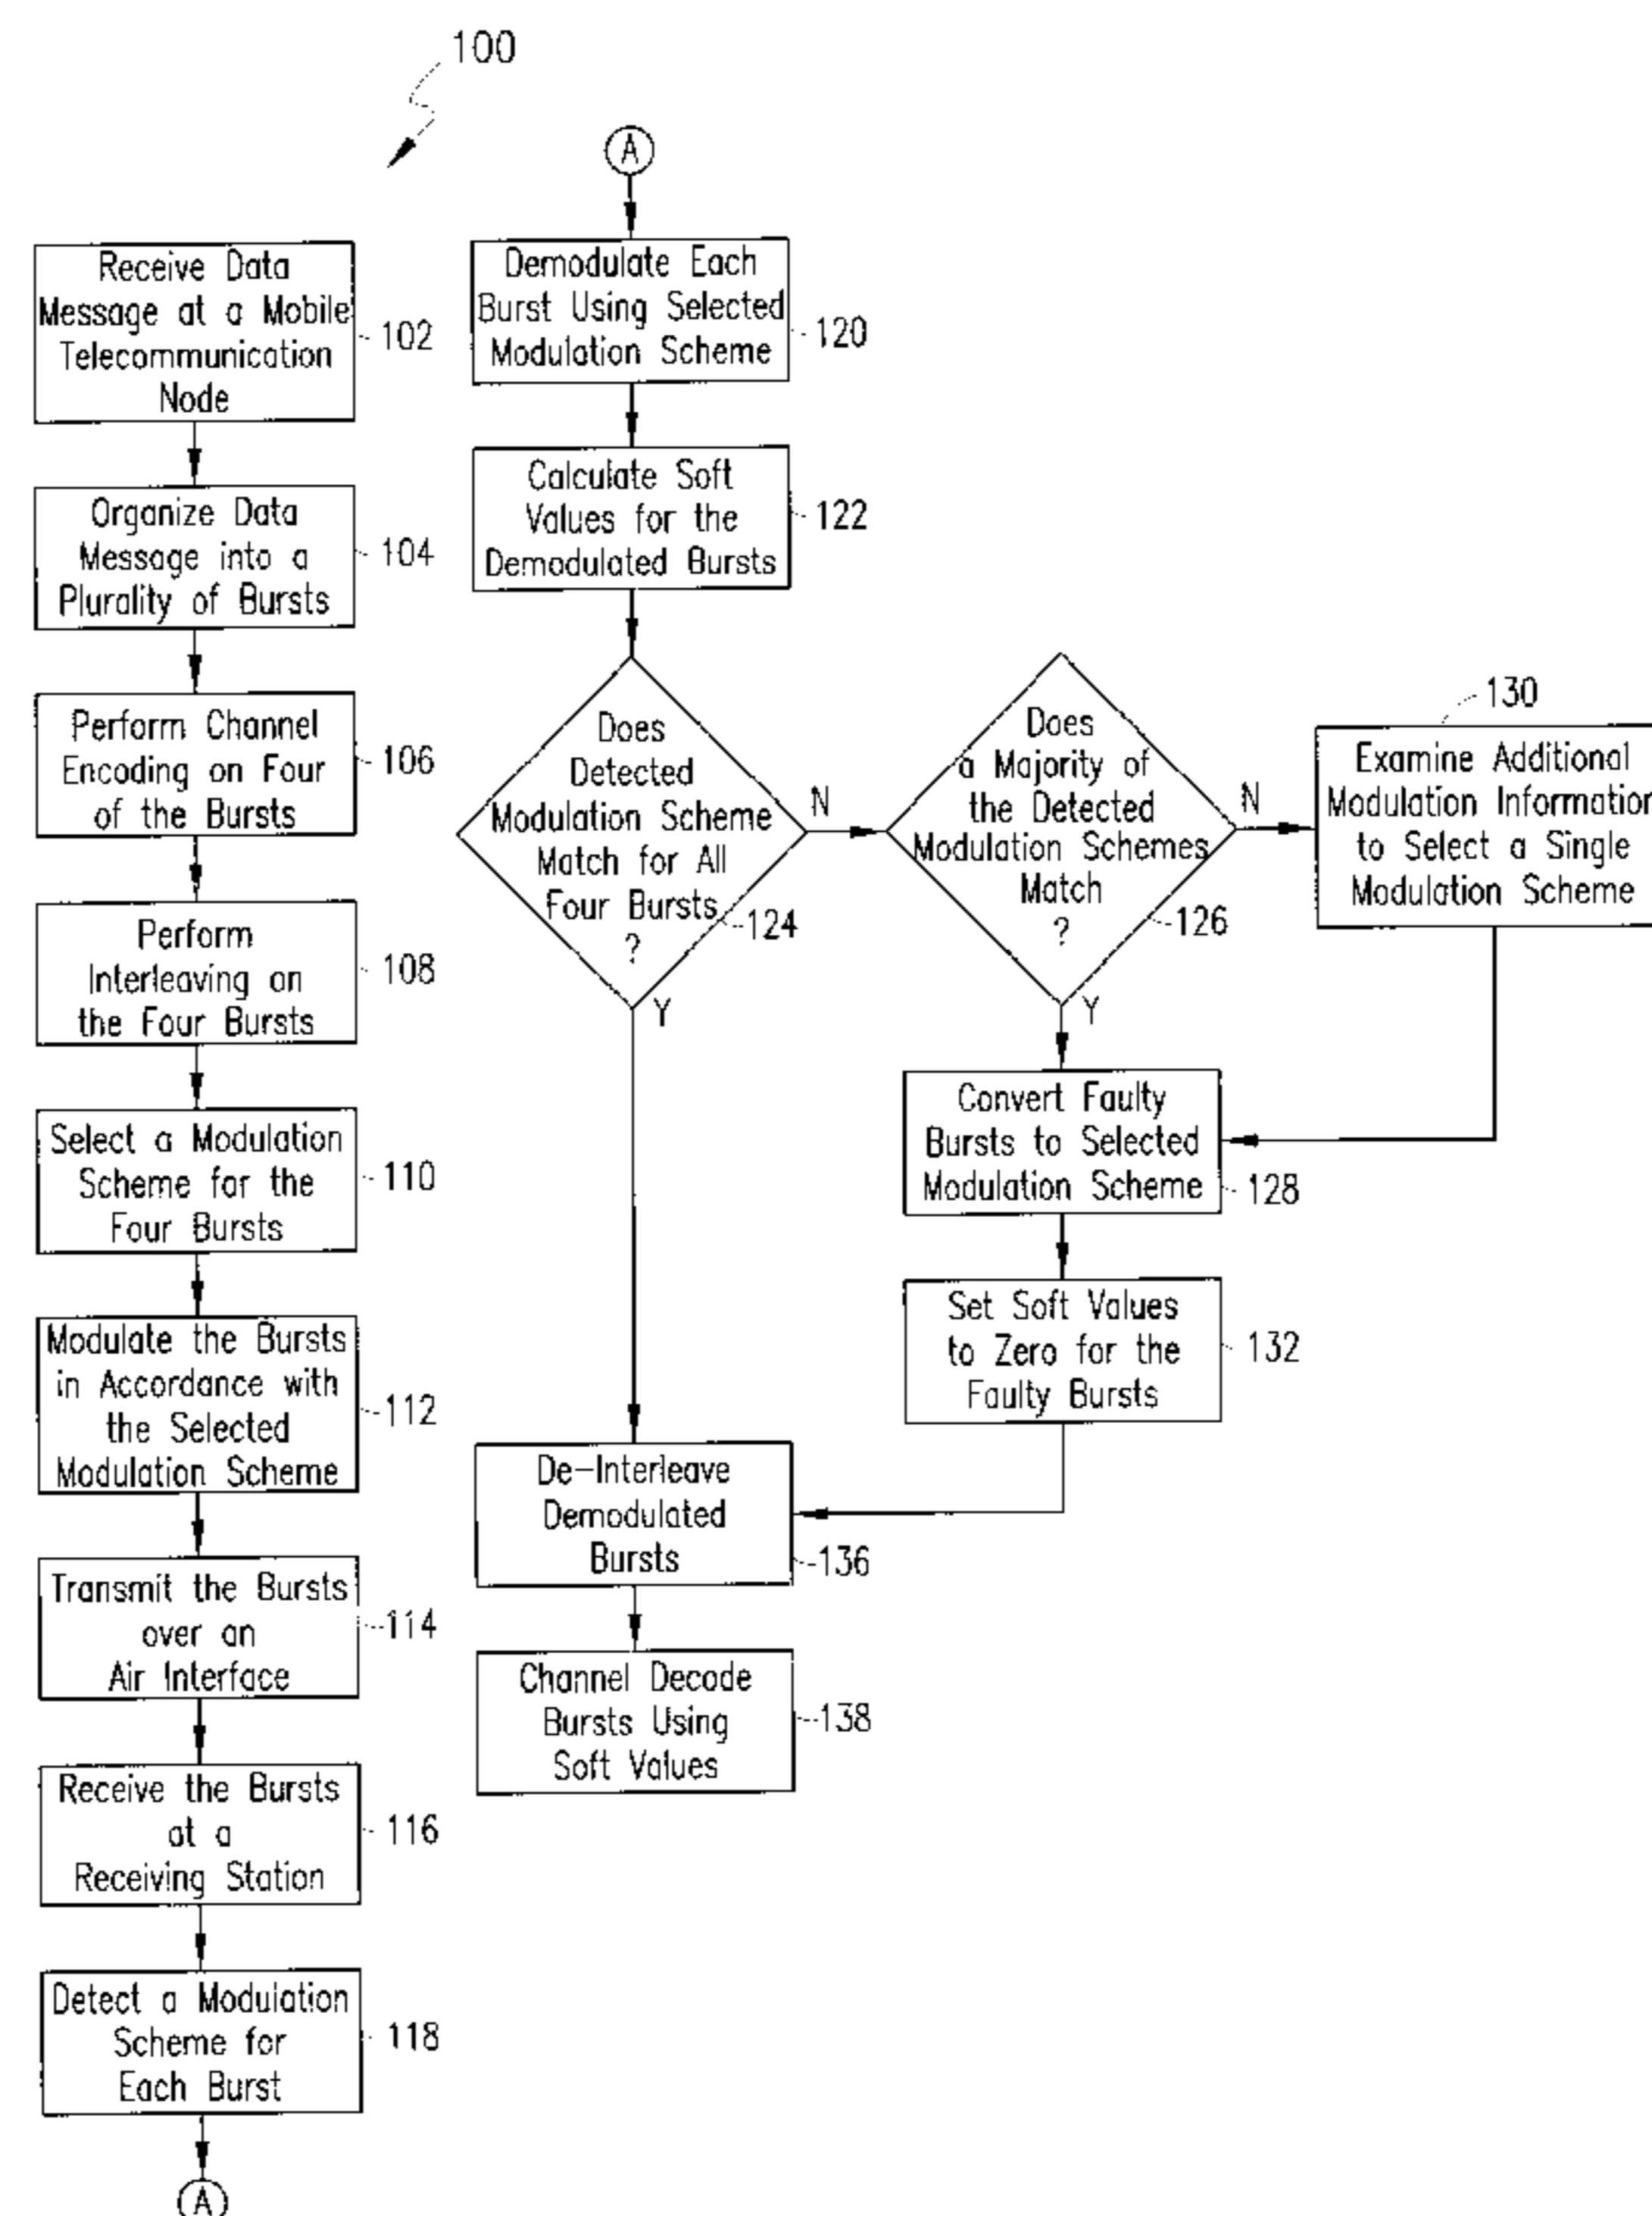 100
Receive Data
Message at a Mobile
Telecommunication
Node
102
Organize Data
Message into a
Plurality of Bursts
104
Perform Channel
Encoding on Four
of the Bursts
106
Perform
Interleaving on
the Four Bursts
108
Select a Modulation
Scheme for the
Four Bursts
110
Modulate the Bursts
in Accordance with
the Selected
Modulation Scheme
112
Transmit the Bursts
over an
Air Interface
114
Receive the Bursts
at a
Receiving Station
116
Detect a Modulation
Scheme for
Each Burst
118
A
A
Demodulate Each
Burst Using Selected
Modulation Scheme
120
Calculate Soft
Values for the
Demodulated Bursts
122
Does
Detected
Modulation Scheme
Match for All
Four Bursts
?
124
N
Y
Does
a Majority of
the Detected
Modulation Schemes
Match
?
126
N
Y
130
Examine Additional
Modulation Information
to Select a Single
Modulation Scheme
Convert Faulty
Bursts to Selected
Modulation Scheme
128
Set Soft Values
to Zero for the
Faulty Bursts
132
De-Interleave
Demodulated
Bursts
136
Channel Decode
Bursts Using
Soft Values
138